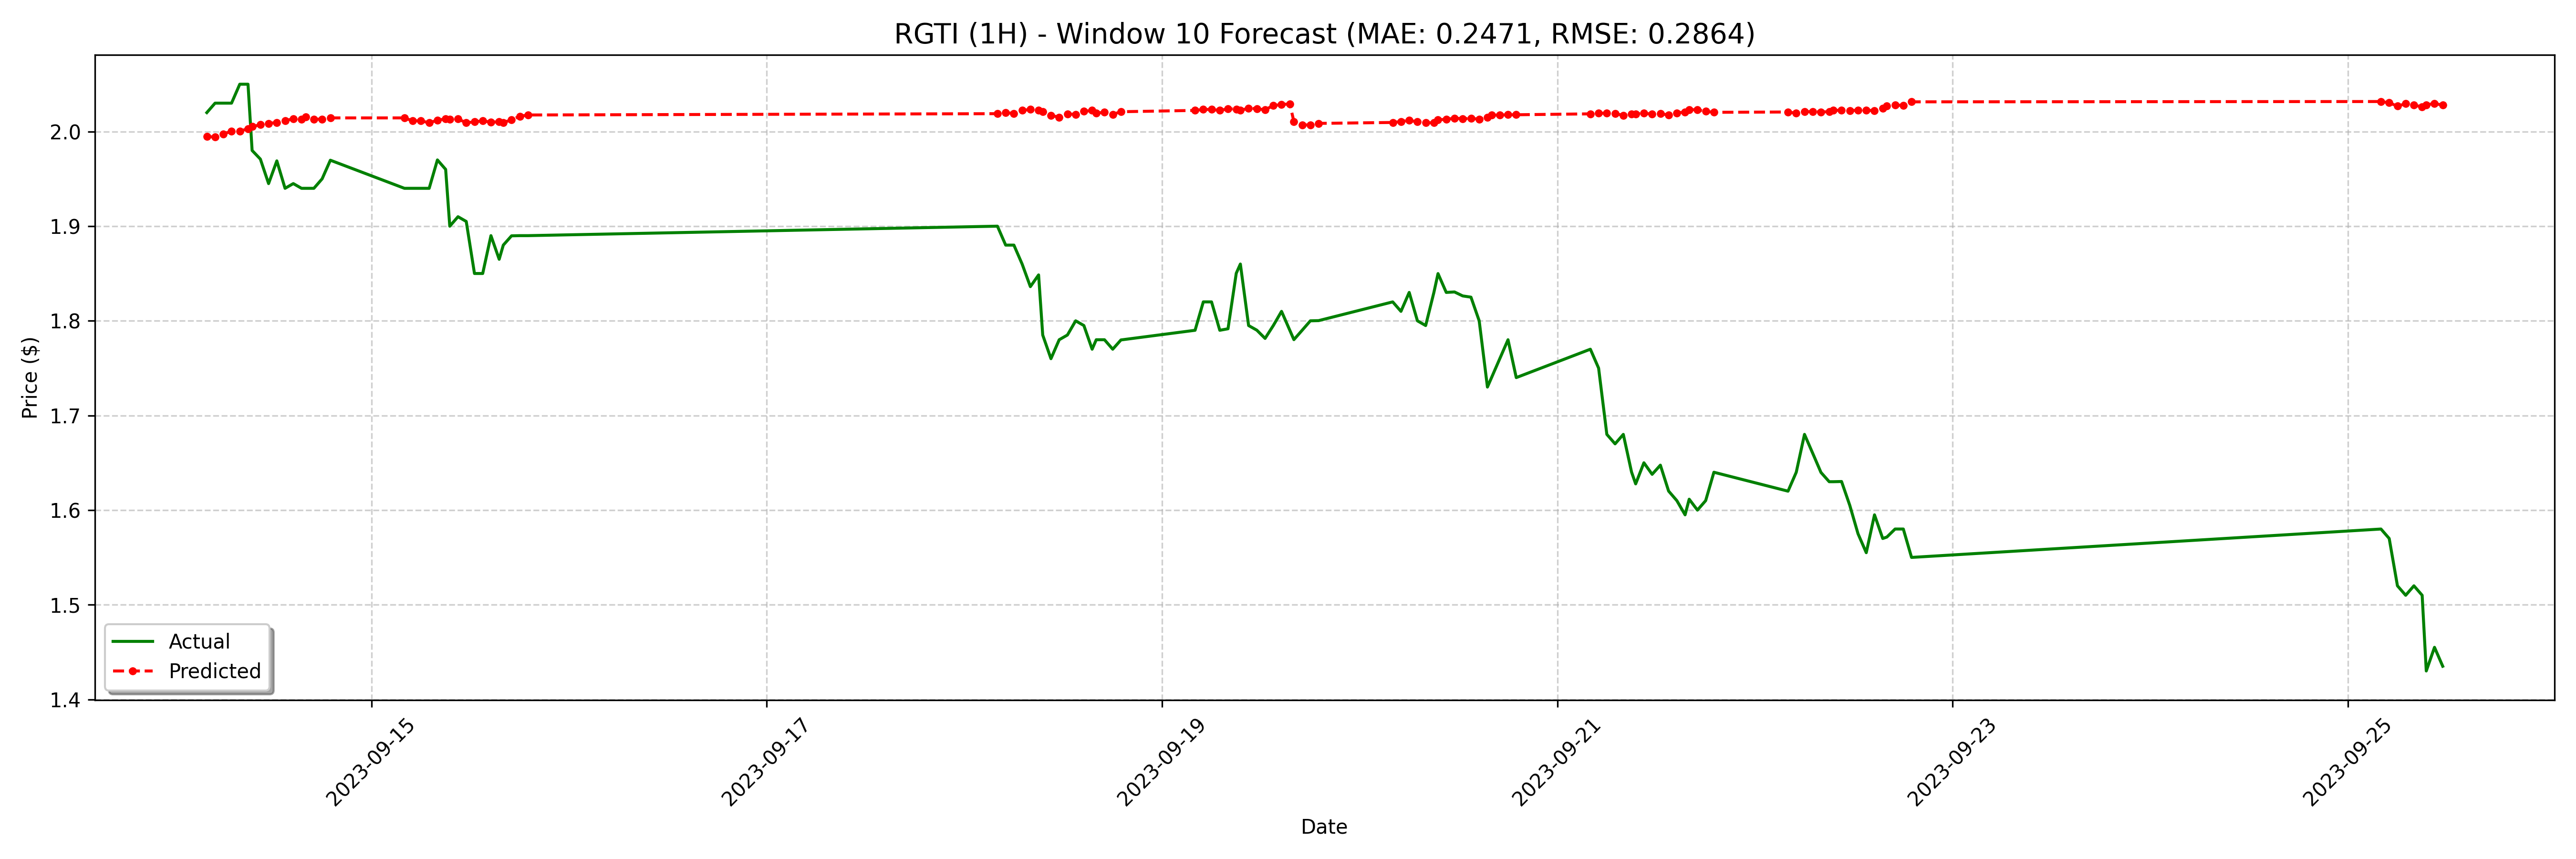 RGTI (1H) - Window 10 Forecast (MAE: 0.2471, RMSE: 0.2864)
Price ($)
2.0
1.9
1.8
1.7
1.6
1.5
1.4
Actual
Predicted
2023-09-15
2023-09-17
2023-09-19
2023-09-21
2023-09-23
2023-09-25
Date